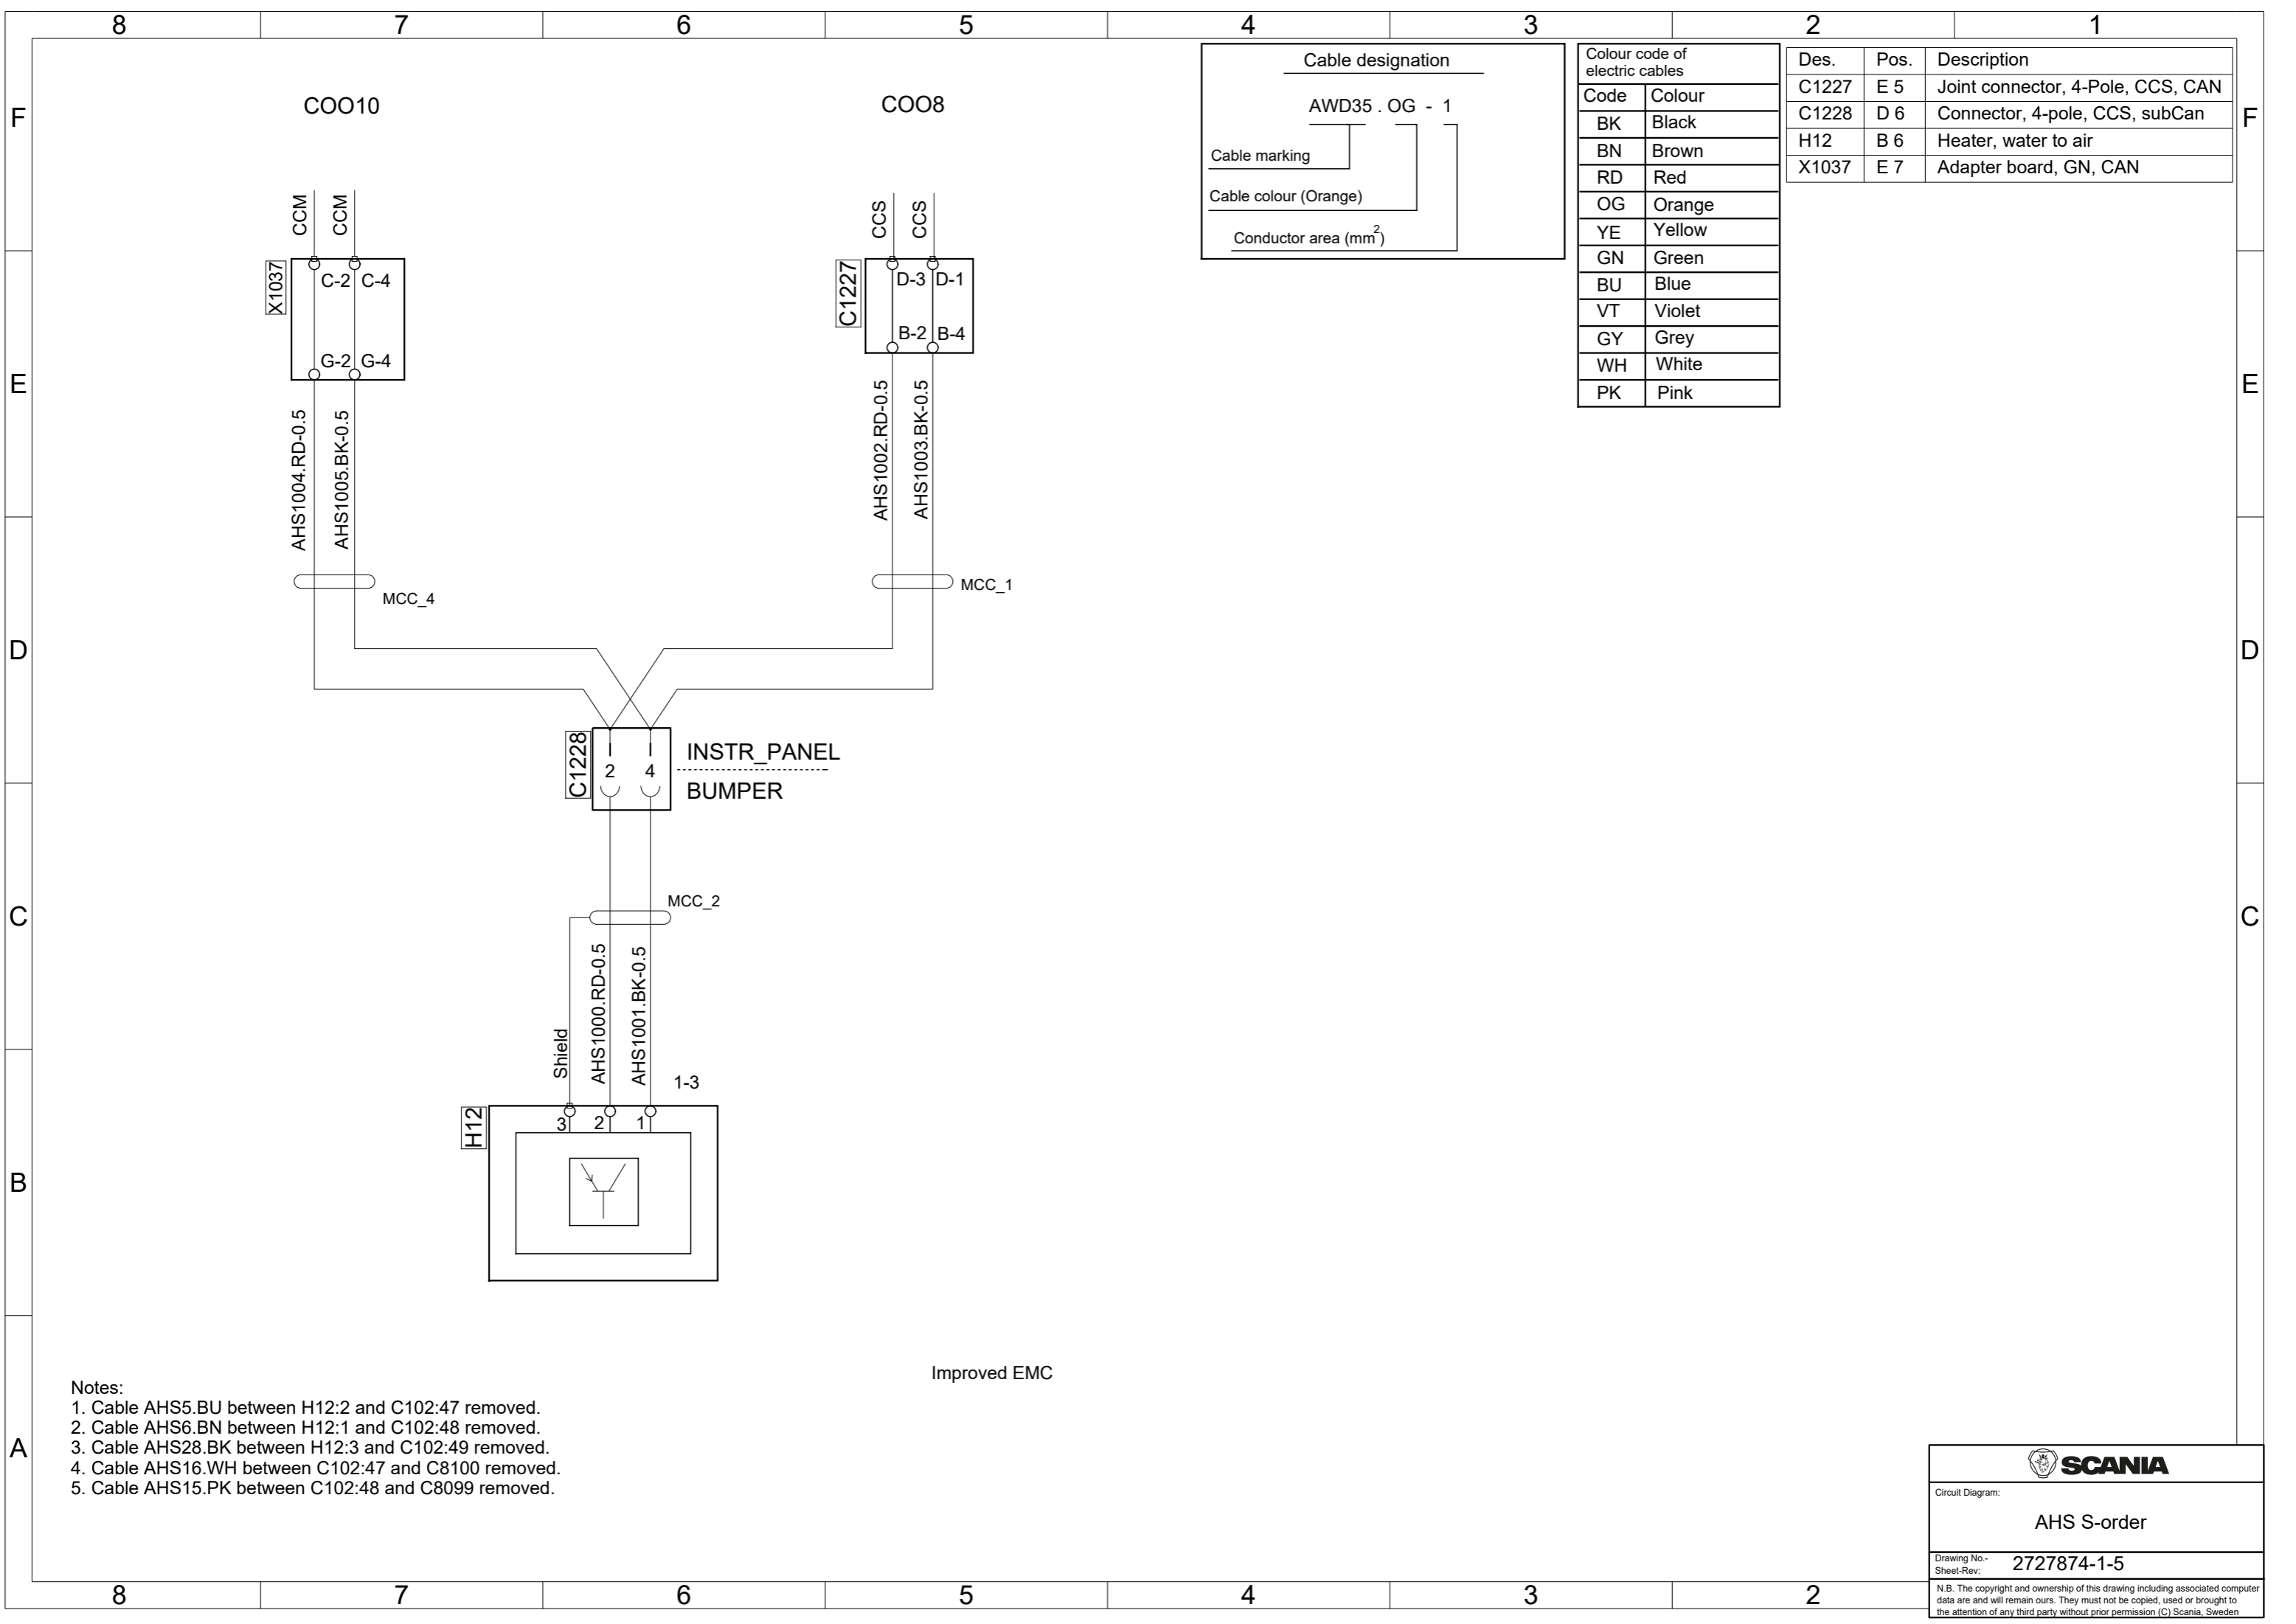 8 7 6 5 4 3 2 1
F
E
D
C
B
A
COO10
COO8
CCM
CCM
CCS
CCS
X1037
C-2 C-4
G-2 G-4
C1227
D-3 D-1
B-2 B-4
AHS1004.RD-0.5
AHS1005.BK-0.5
AHS1002.RD-0.5
AHS1003.BK-0.5
MCC_4
MCC_1
C1228
2 4
INSTR_PANEL
BUMPER
MCC_2
Shield
AHS1000.RD-0.5
AHS1001.BK-0.5
1-3
H12
3 2 1
Cable designation
AWD35 . OG - 1
Cable marking
Cable colour (Orange)
Conductor area (mm2)
Colour code of
electric cables
Code Colour
BK Black
BN Brown
RD Red
OG Orange
YE Yellow
GN Green
BU Blue
VT Violet
GY Grey
WH White
PK Pink
Des. Pos. Description
C1227 E 5 Joint connector, 4-Pole, CCS, CAN
C1228 D 6 Connector, 4-pole, CCS, subCan
H12 B 6 Heater, water to air
X1037 E 7 Adapter board, GN, CAN
F
E
D
C
Improved EMC
Notes:
1. Cable AHS5.BU between H12:2 and C102:47 removed.
2. Cable AHS6.BN between H12:1 and C102:48 removed.
3. Cable AHS28.BK between H12:3 and C102:49 removed.
4. Cable AHS16.WH between C102:47 and C8100 removed.
5. Cable AHS15.PK between C102:48 and C8099 removed.
SCANIA
Circuit Diagram:
AHS S-order
Drawing No.-
Sheet-Rev:
2727874-1-5
N.B. The copyright and ownership of this drawing including associated computer
data are and will remain ours. They must not be copied, used or brought to
the attention of any third party without prior permission (C) Scania, Sweden
8 7 6 5 4 3 2